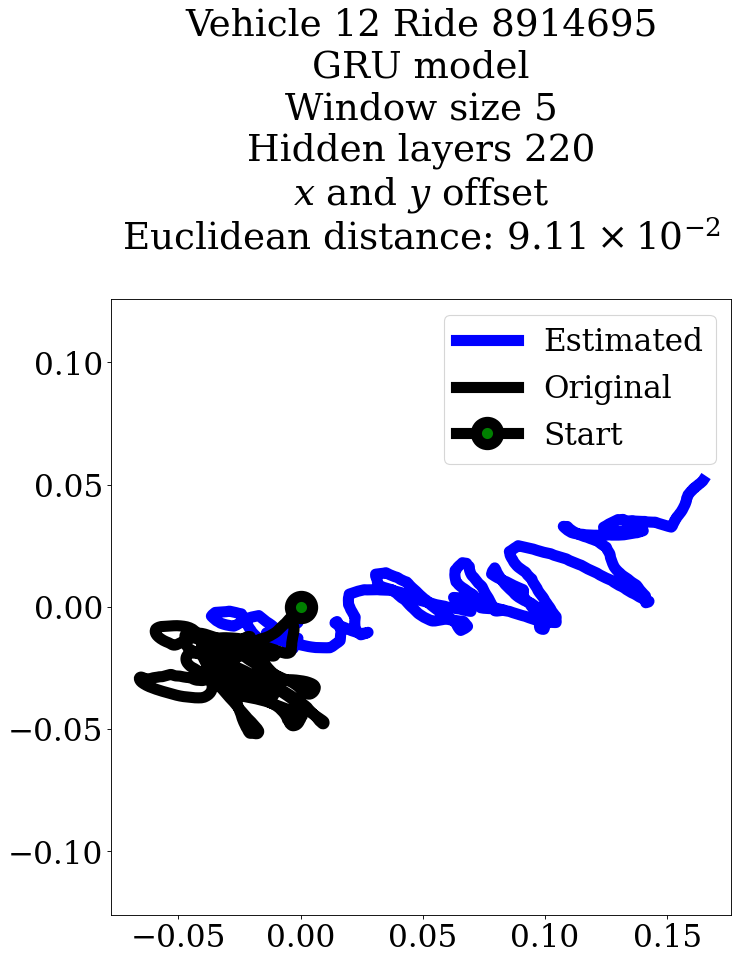 Vehicle 12 Ride 8914695
GRU model
Window size 5
Hidden layers 220
x and y offset
Euclidean distance: 9.11 × 10⁻²
Estimated
Original
Start
0.10
0.05
0.00
−0.05
−0.10
−0.05 0.00 0.05 0.10 0.15